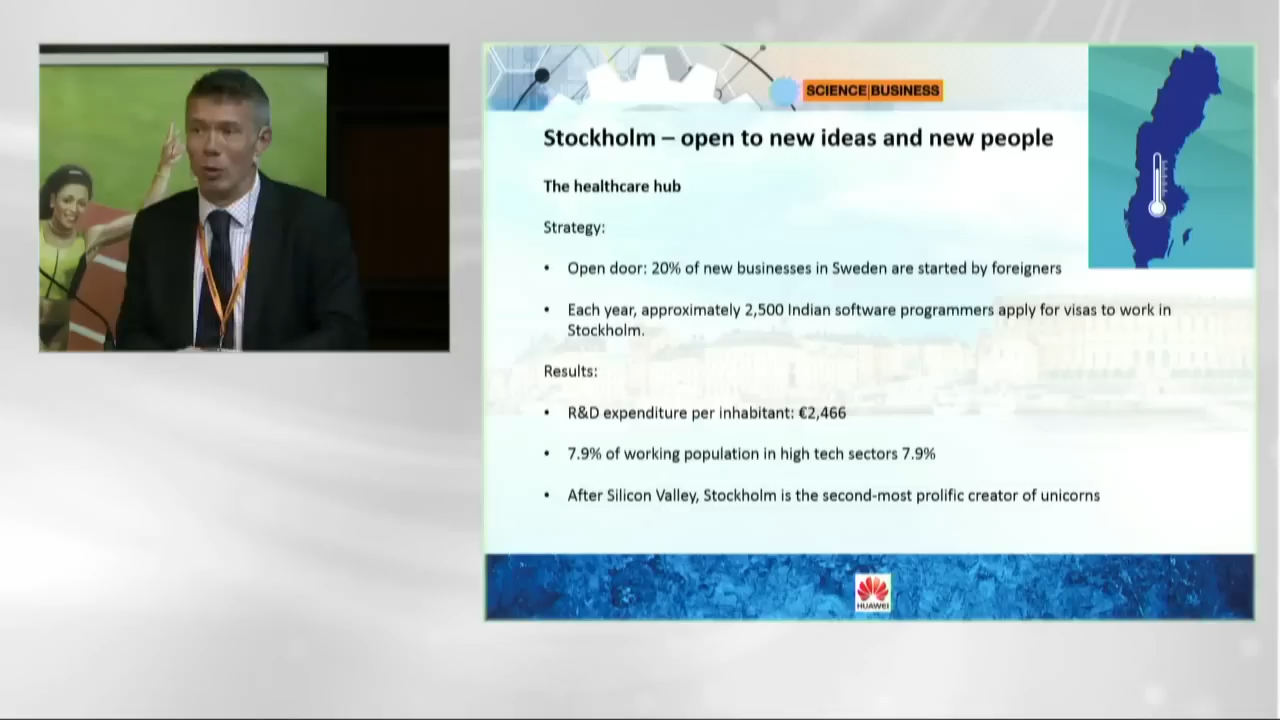 SCIENCE|BUSINESS
Stockholm – open to new ideas and new people
The healthcare hub
Strategy:
• Open door: 20% of new businesses in Sweden are started by foreigners
• Each year, approximately 2,500 Indian software programmers apply for visas to work in
Stockholm.
Results:
• R&D expenditure per inhabitant: €2,466
• 7.9% of working population in high tech sectors 7.9%
• After Silicon Valley, Stockholm is the second-most prolific creator of unicorns
HUAWEI